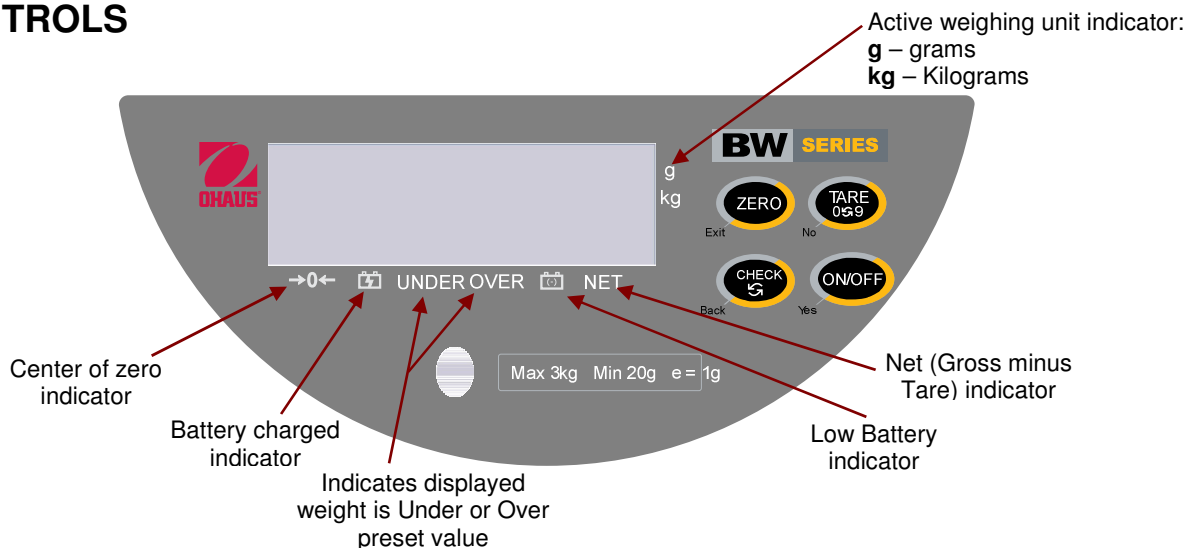 TROLS
Active weighing unit indicator:
g – grams
kg – Kilograms
OHAUS
g
kg
BW SERIES
ZERO
Exit
TARE
0 9
No
→0← UNDER OVER NET
CHECK
Back
ON/OFF
Yes
Max 3kg Min 20g e = 1g
Center of zero
indicator
Battery charged
indicator
Indicates displayed
weight is Under or Over
preset value
Low Battery
indicator
Net (Gross minus
Tare) indicator